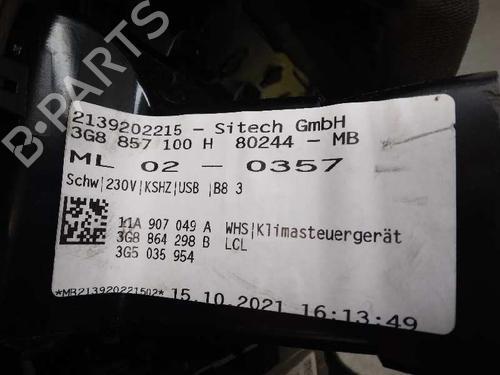 B-PARTS
2139202215 - Sitech GmbH
3G8 857 100 H 80244 - MB
ML 02 - 0357
Schw|230V|KSHZ|USB |B8 3
11A 907 049 A WHS|Klimasteuergerät
3G8 864 298 B LCL
3G5 035 954
*MB213920221502* 15.10.2021 16:13:49